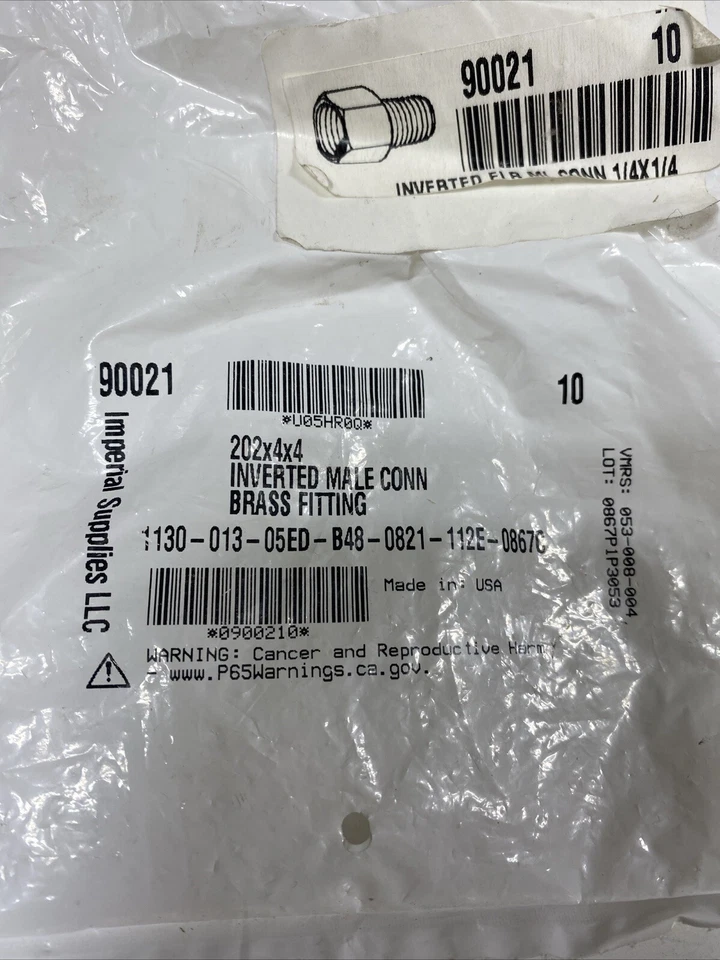 90021
10
INVERTED FLR ML CONN 1/4X1/4
90021
10
*U05HR0Q*
202x4x4
INVERTED MALE CONN
BRASS FITTING
1130-013-05ED-B48-0821-112E-0867C
Made in: USA
*0900210*
WARNING: Cancer and Reproductive Harm
- www.P65Warnings.ca.gov.
Imperial Supplies LLC
VMRS: 053-008-004,
LOT: 0867P1P3053